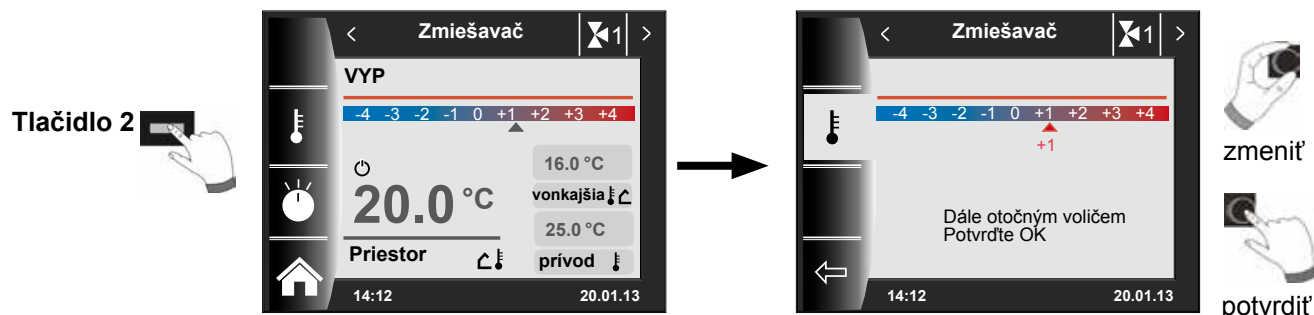 Tlačidlo 2
< Zmiešavač 1 >
VYP
-4 -3 -2 -1 0 +1 +2 +3 +4
16.0 °C
20.0 °C
vonkajšia
25.0 °C
Priestor
prívod
14:12 20.01.13
< Zmiešavač 1 >
-4 -3 -2 -1 0 +1 +2 +3 +4
+1
Dále otočným voličem
Potvrďte OK
14:12 20.01.13
zmeniť
potvrdiť